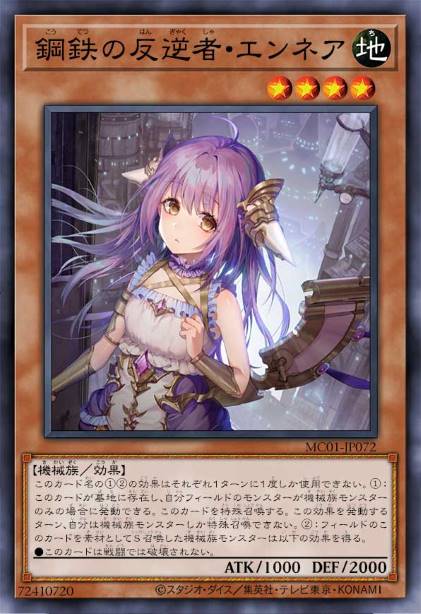 鋼鉄の反逆者・エンネア
地
MC01-JP072
【機械族／効果】
このカード名の①②の効果はそれぞれ1ターンに1度しか使用できない。①：
このカードが墓地に存在し、自分フィールドのモンスターが機械族モンスター
のみの場合に発動できる。このカードを特殊召喚する。この効果を発動する
ターン、自分は機械族モンスターしか特殊召喚できない。②：フィールドのこ
のカードを素材としてS召喚した機械族モンスターは以下の効果を得る。
●このカードは戦闘では破壊されない。
ATK/1000 DEF/2000
72410720
©スタジオ・ダイス／集英社・テレビ東京・KONAMI